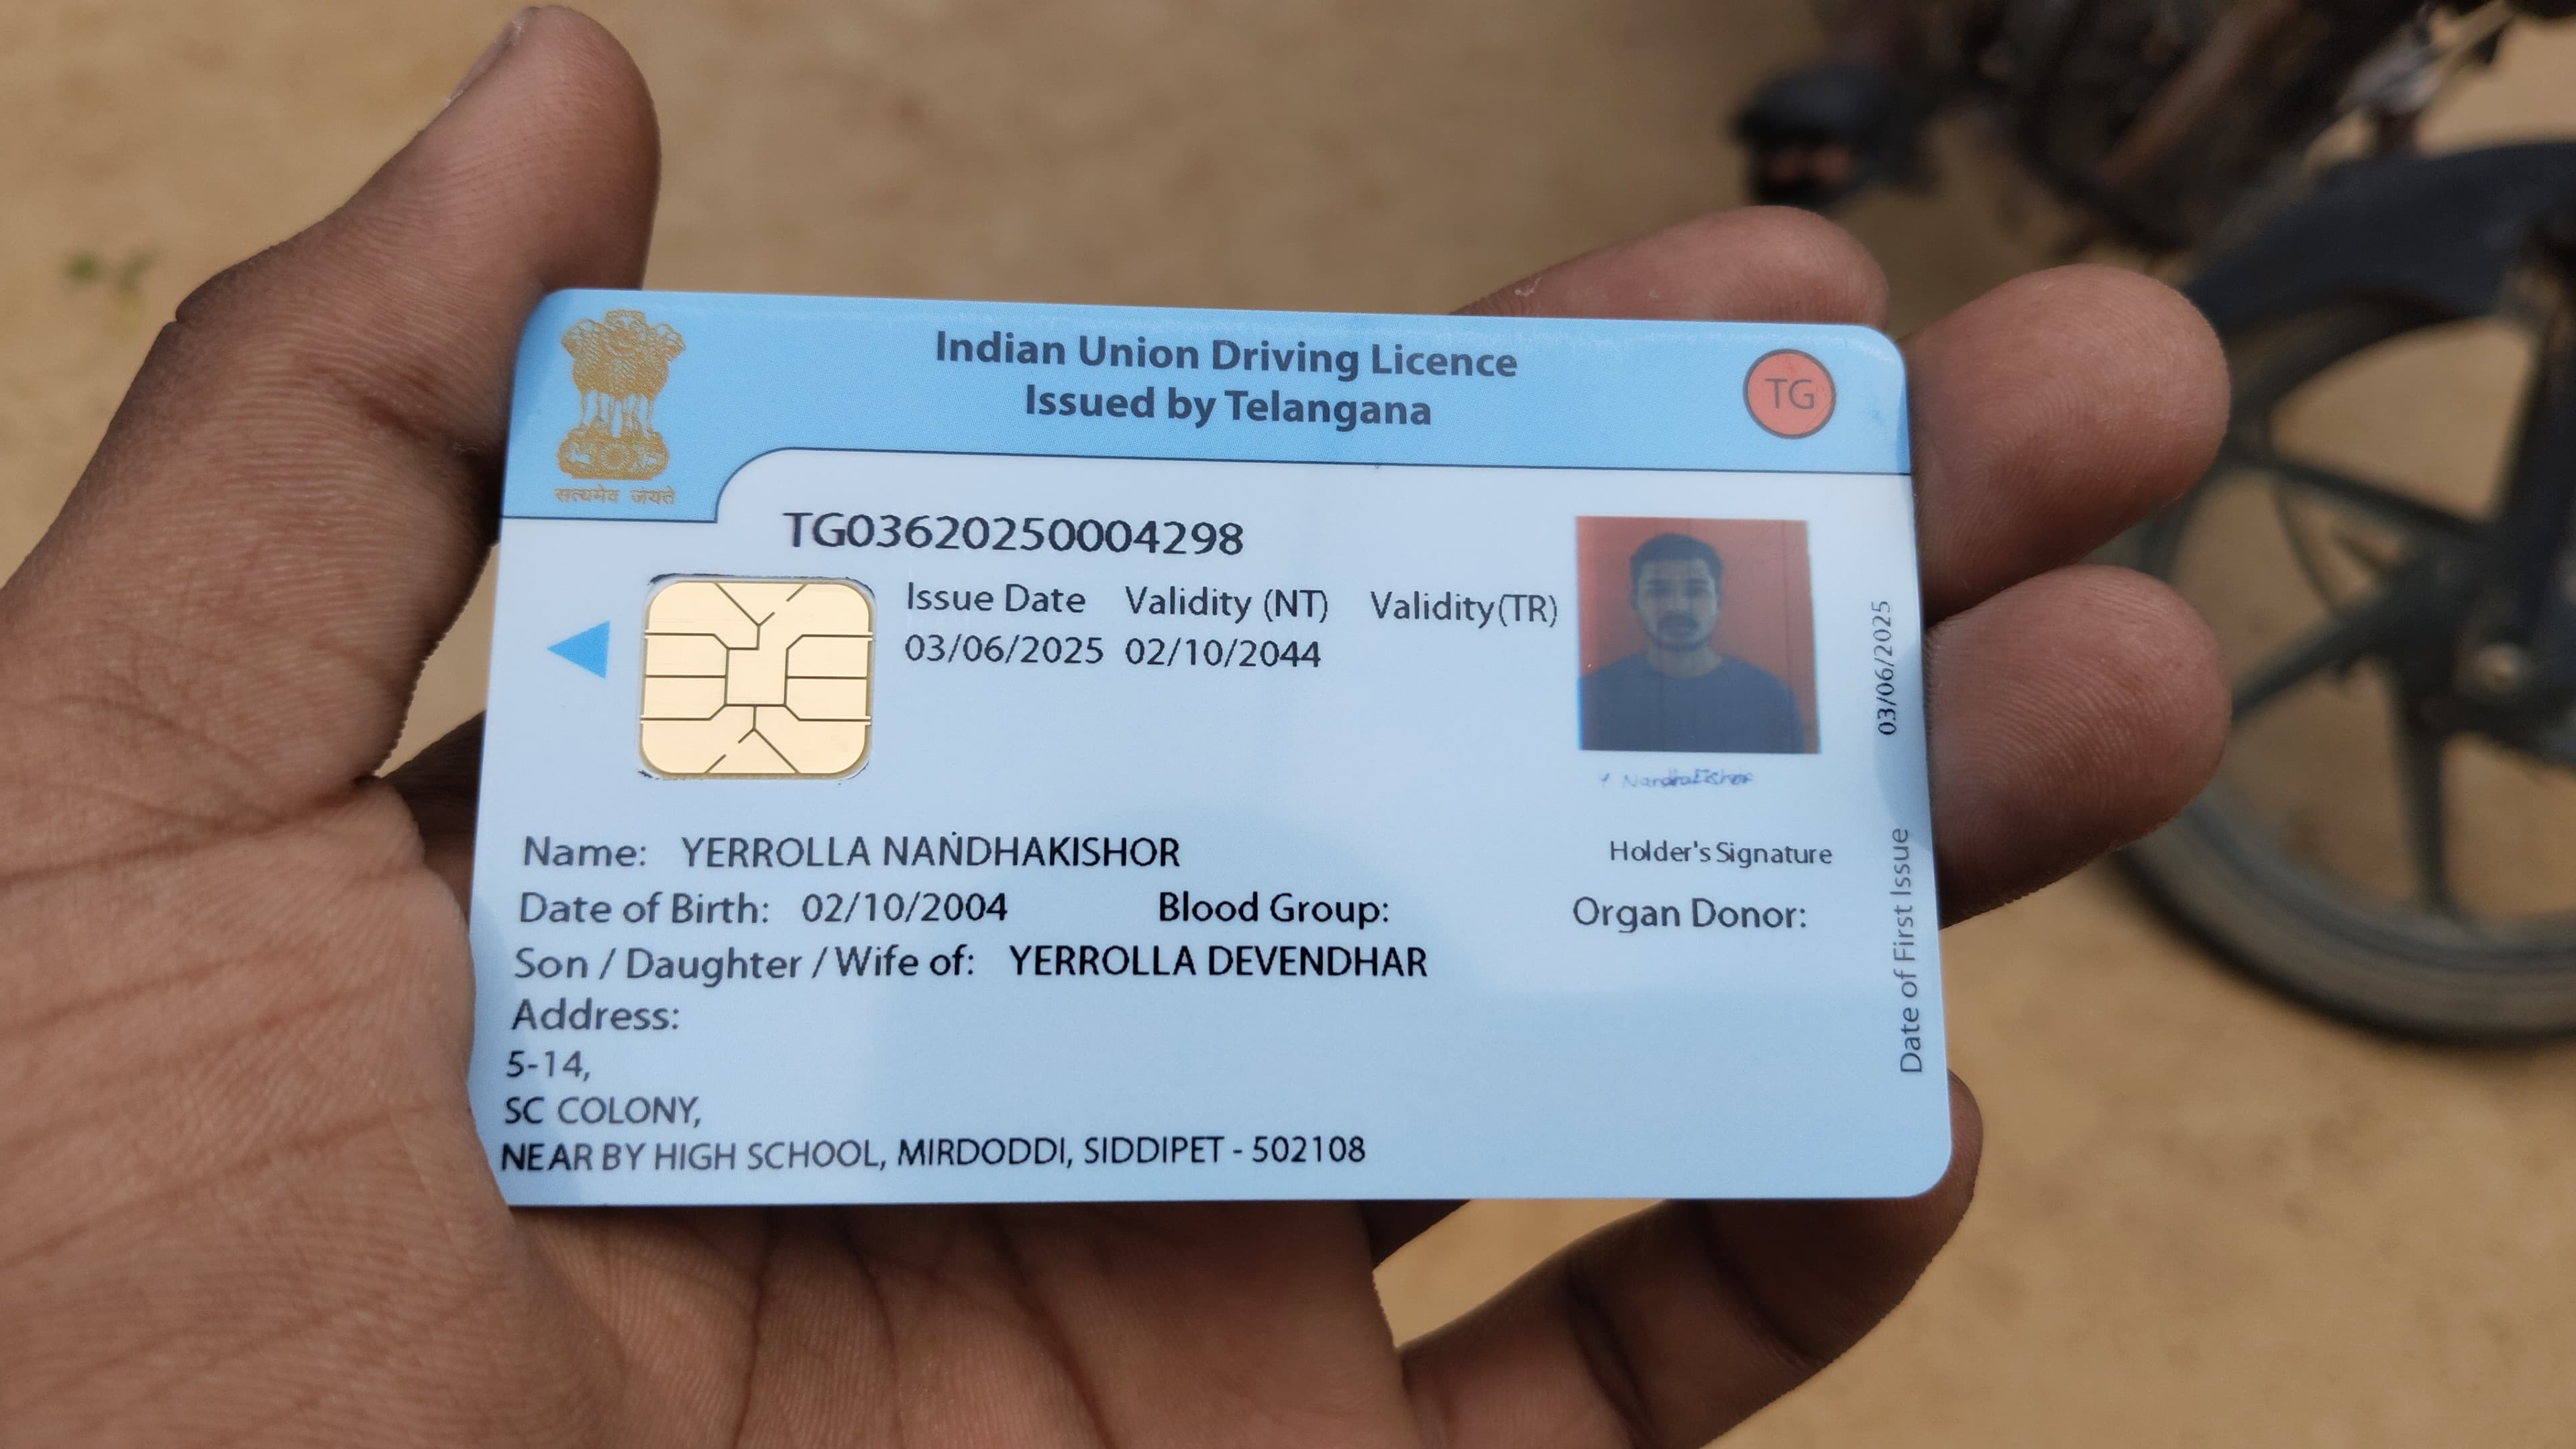 Indian Union Driving Licence
Issued by Telangana
TG
सत्यमेव जयते
TG03620250004298
Issue Date Validity (NT) Validity(TR)
03/06/2025 02/10/2044
Y Nandhakishor
Holder's Signature
Name: YERROLLA NANDHAKISHOR
Date of Birth: 02/10/2004 Blood Group: Organ Donor:
Son / Daughter / Wife of: YERROLLA DEVENDHAR
Address:
5-14,
SC COLONY,
NEAR BY HIGH SCHOOL, MIRDODDI, SIDDIPET - 502108
Date of First Issue 03/06/2025